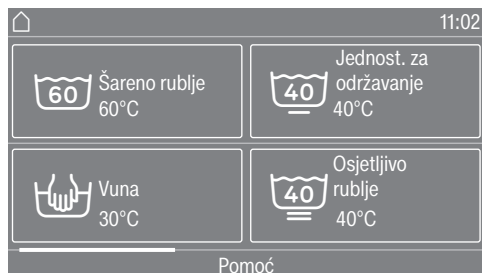 11:02
60
Šareno rublje
60°C
40
Jednost. za
održavanje
40°C
Vuna
30°C
40
Osjetljivo
rublje
40°C
Pomoć